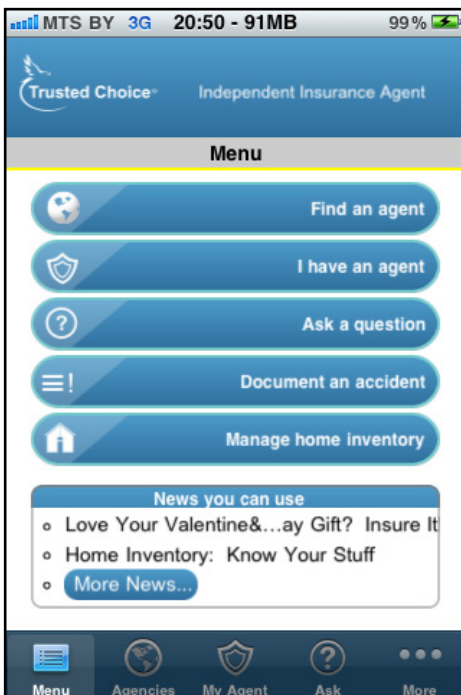 MTS BY 3G 20:50 - 91MB 99%
Trusted Choice® Independent Insurance Agent
Menu
Find an agent
I have an agent
Ask a question
Document an accident
Manage home inventory
News you can use
Love Your Valentine&...ay Gift? Insure It
Home Inventory: Know Your Stuff
More News...
Menu Agencies My Agent Ask More